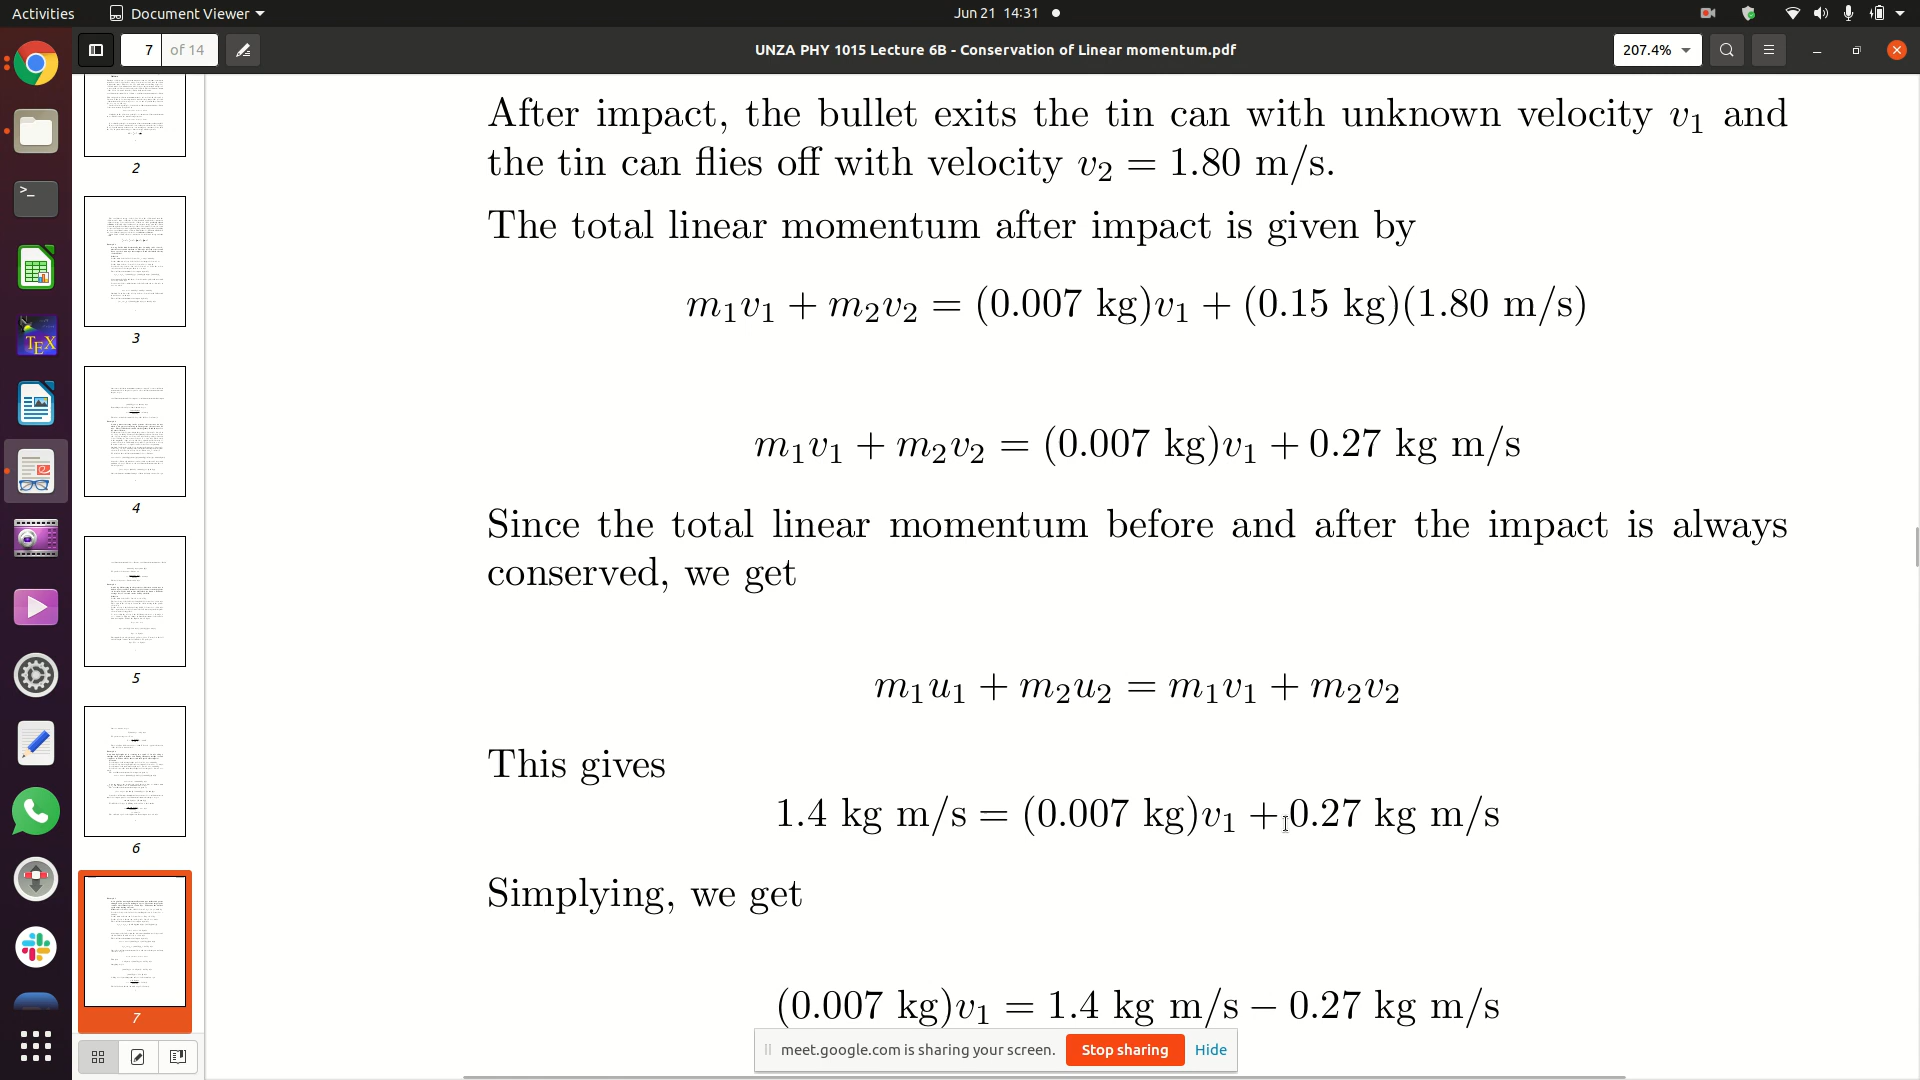 Activities Document Viewer Jun 21 14:31
7 of 14 UNZA PHY 1015 Lecture 6B - Conservation of Linear momentum.pdf 207.4%
2
3
4
5
6
7
After impact, the bullet exits the tin can with unknown velocity v₁ and
the tin can flies off with velocity v₂ = 1.80 m/s.
The total linear momentum after impact is given by
m₁v₁ + m₂v₂ = (0.007 kg)v₁ + (0.15 kg)(1.80 m/s)
m₁v₁ + m₂v₂ = (0.007 kg)v₁ + 0.27 kg m/s
Since the total linear momentum before and after the impact is always
conserved, we get
m₁u₁ + m₂u₂ = m₁v₁ + m₂v₂
This gives
1.4 kg m/s = (0.007 kg)v₁ + 0.27 kg m/s
Simplying, we get
(0.007 kg)v₁ = 1.4 kg m/s − 0.27 kg m/s
meet.google.com is sharing your screen. Stop sharing Hide